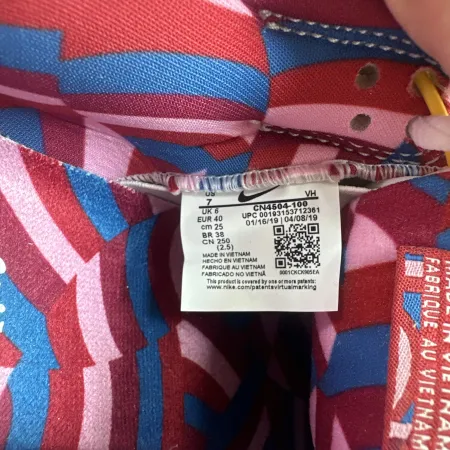 US VH
7 CN4504-100
UK 6 UPC 00193153712361
EUR 40 01/16/19 | 04/08/19
cm 25
BR 38
CN 250
(2.5)
MADE IN VIETNAM
HECHO EN VIETNAM
FABRIQUE AU VIETNAM
FABRICADO NO VIETNÃ
This product is covered by one or more patents:
www.nike.com/patents/virtualmarking
IN VIETNAM
FABRIQUE AU VIETNAM